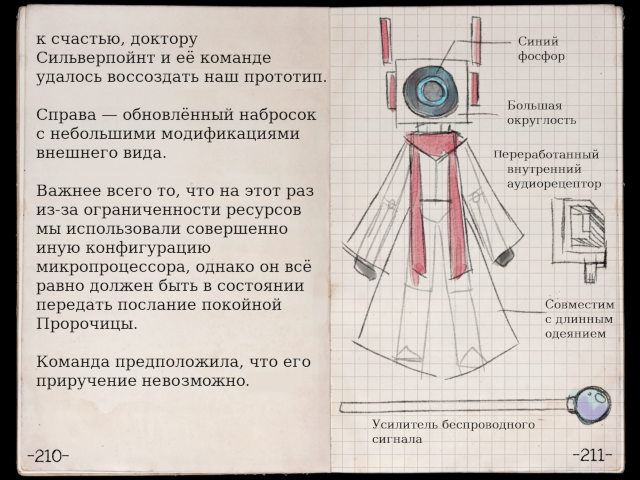 к счастью, доктору
Сильверпойнт и её команде
удалось воссоздать наш прототип.
Справа — обновлённый набросок
с небольшими модификациями
внешнего вида.
Важнее всего то, что на этот раз
из-за ограниченности ресурсов
мы использовали совершенно
иную конфигурацию
микропроцессора, однако он всё
равно должен быть в состоянии
передать послание покойной
Пророчицы.
Команда предположила, что его
приручение невозможно.
-210-
Синий
фосфор
Большая
округлость
Переработанный
внутренний
аудиорецептор
Совместим
с длинным
одеянием
Усилитель беспроводного
сигнала
-211-